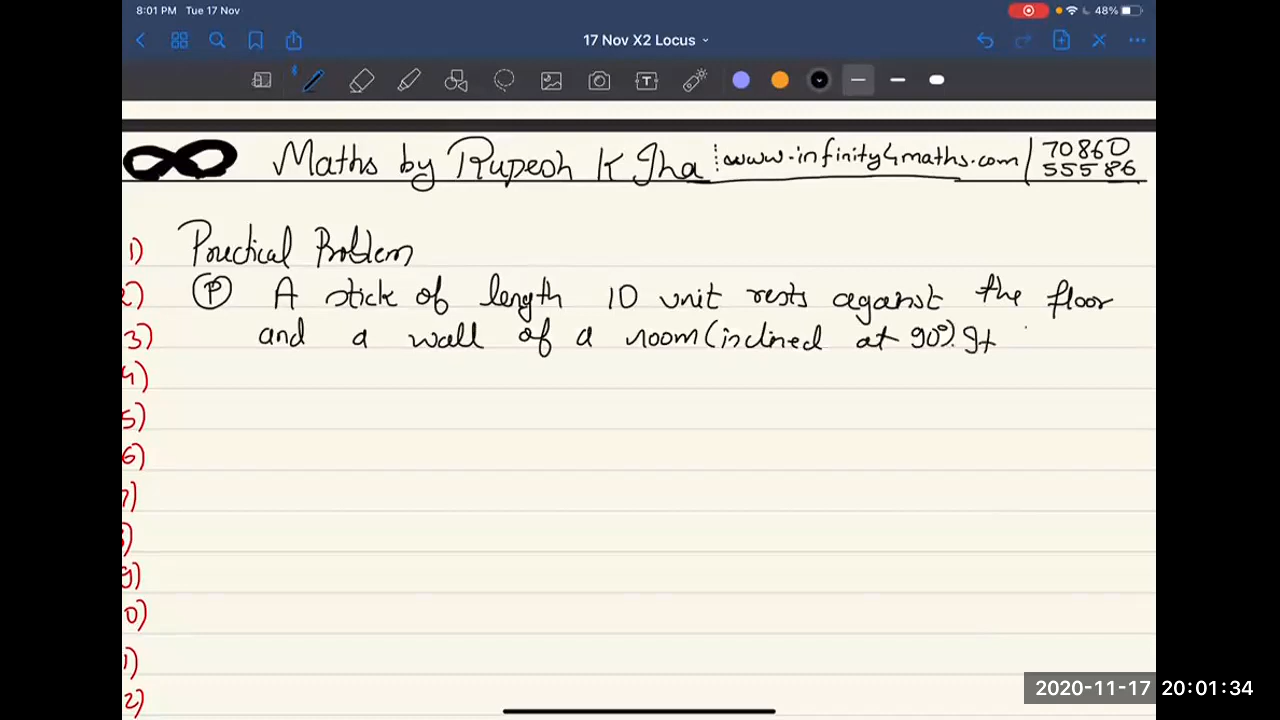 8:01 PM Tue 17 Nov
48%
17 Nov X2 Locus
Maths by Rupesh K Jha www.infinity4maths.com 70860 55586
1) Practical Problem
2) P A stick of length 10 unit rests against the floor
3) and a wall of a room (inclined at 90°). It
4)
5)
6)
7)
8)
9)
0)
1)
2)
2020-11-17 20:01:34